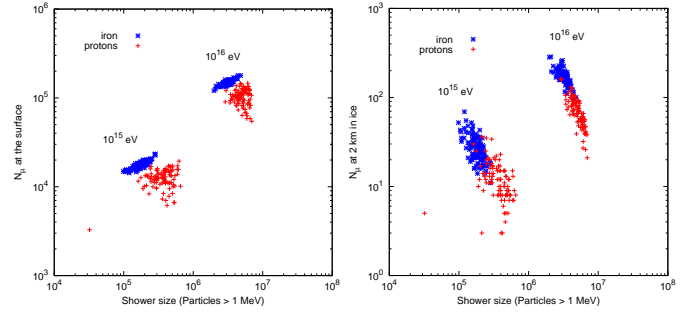 iron
protons
10^16 eV
10^15 eV
N_μ at the surface
10^6
10^5
10^4
10^3
10^4 10^5 10^6 10^7 10^8
Shower size (Particles > 1 MeV)
iron
protons
10^16 eV
10^15 eV
N_μ at 2 km in ice
10^3
10^2
10^1
10^0
10^4 10^5 10^6 10^7 10^8
Shower size (Particles > 1 MeV)